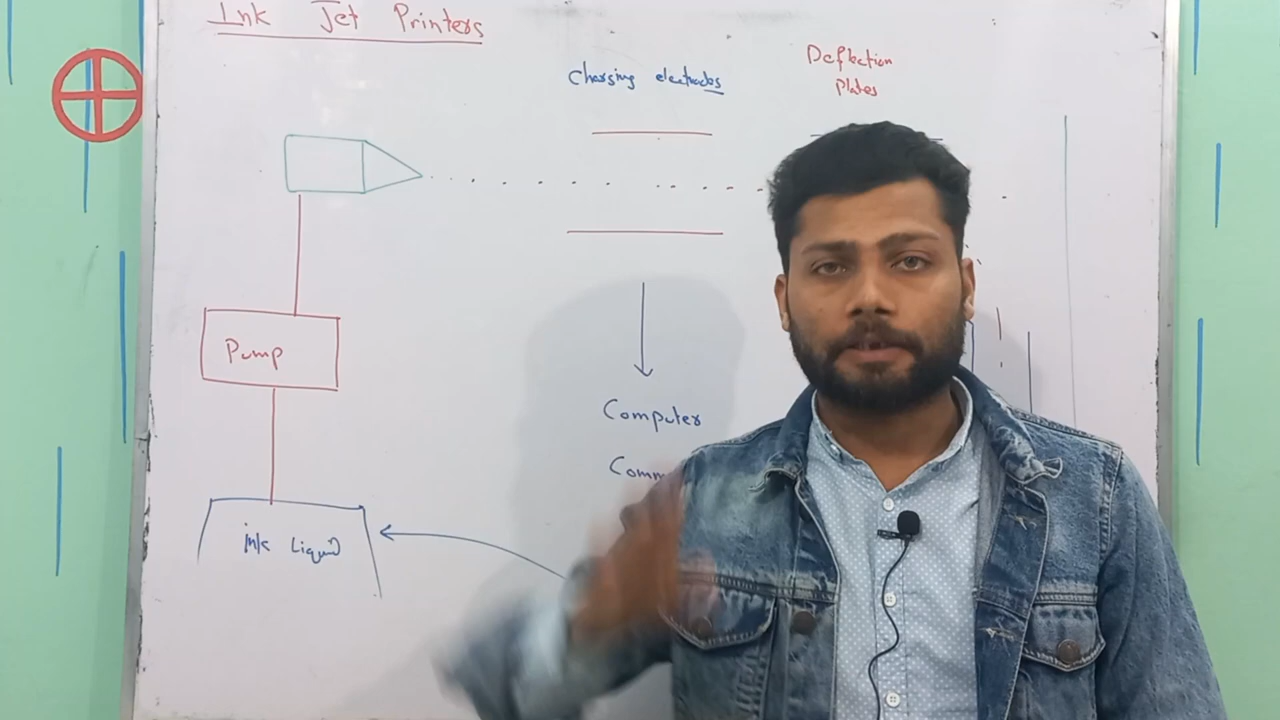 Ink Jet Printers
Charging electrodes
Deflection
Plates
Pump
Computer
ink Liquid